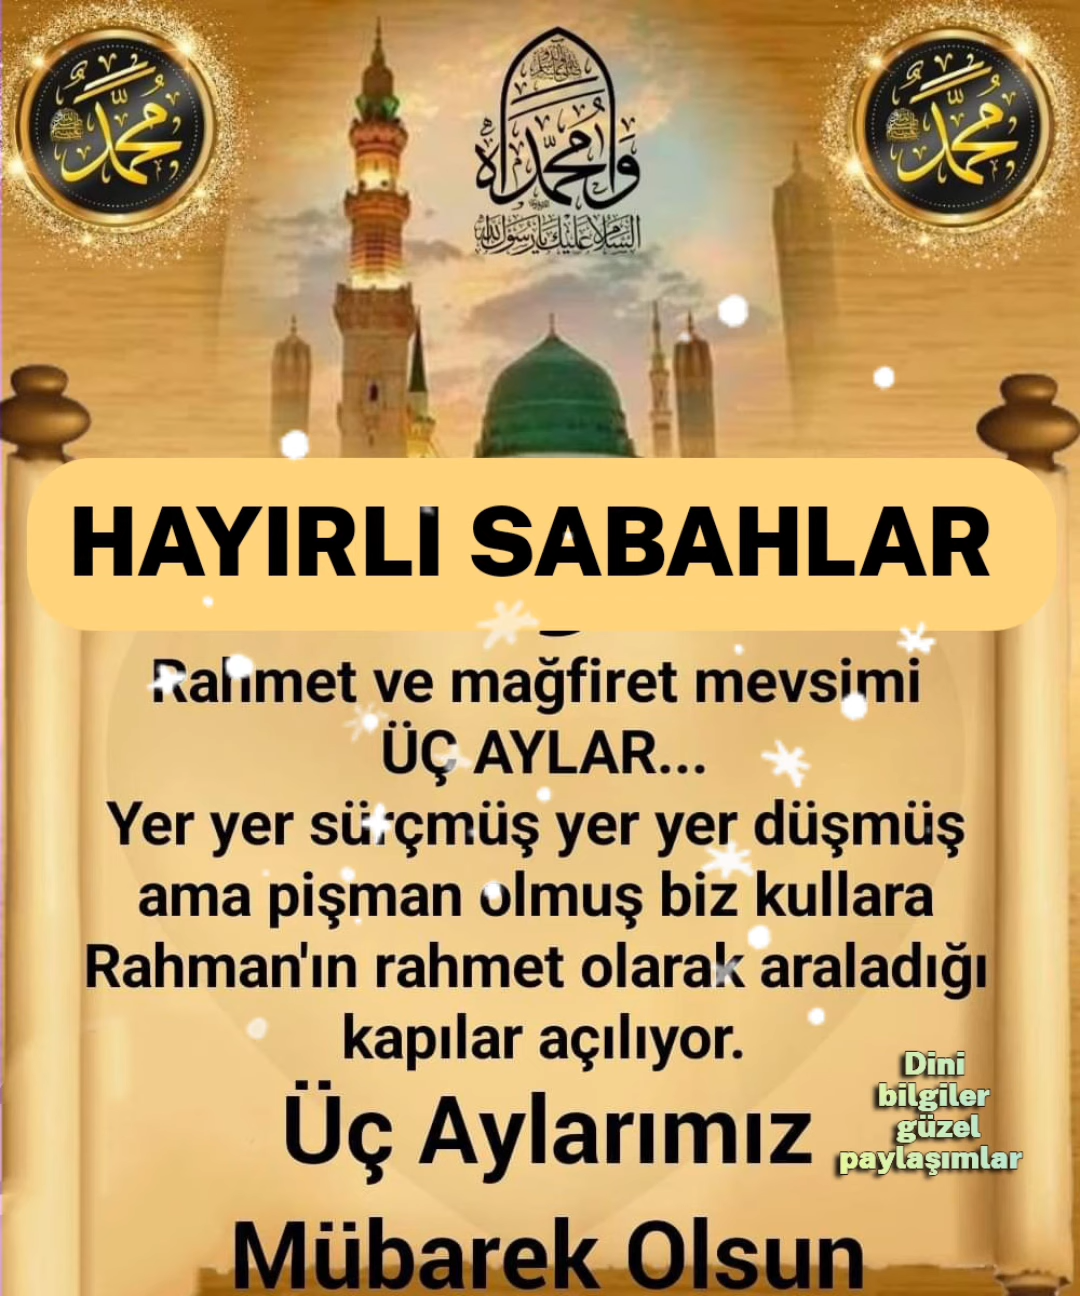 محمد
محمد
وامحمداه
السلام عليك يا رسول الله
HAYIRLI SABAHLAR
Rahmet ve mağfiret mevsimi
ÜÇ AYLAR...
Yer yer sürçmüş yer yer düşmüş
ama pişman olmuş biz kullara
Rahman'ın rahmet olarak araladığı
kapılar açılıyor.
Üç Aylarımız
Mübarek Olsun
Dini
bilgiler
güzel
paylaşımlar